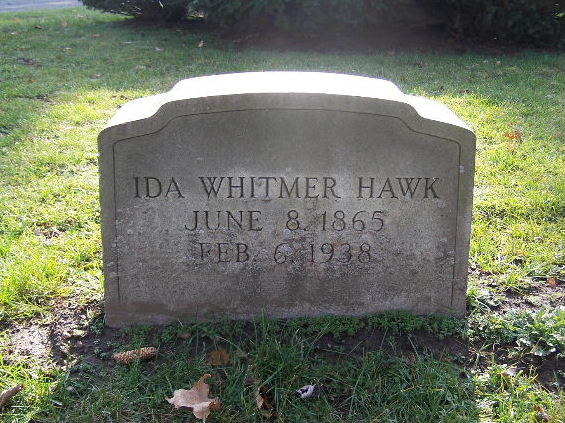 IDA WHITMER HAWK
JUNE 8. 1865
FEB. 6. 1938